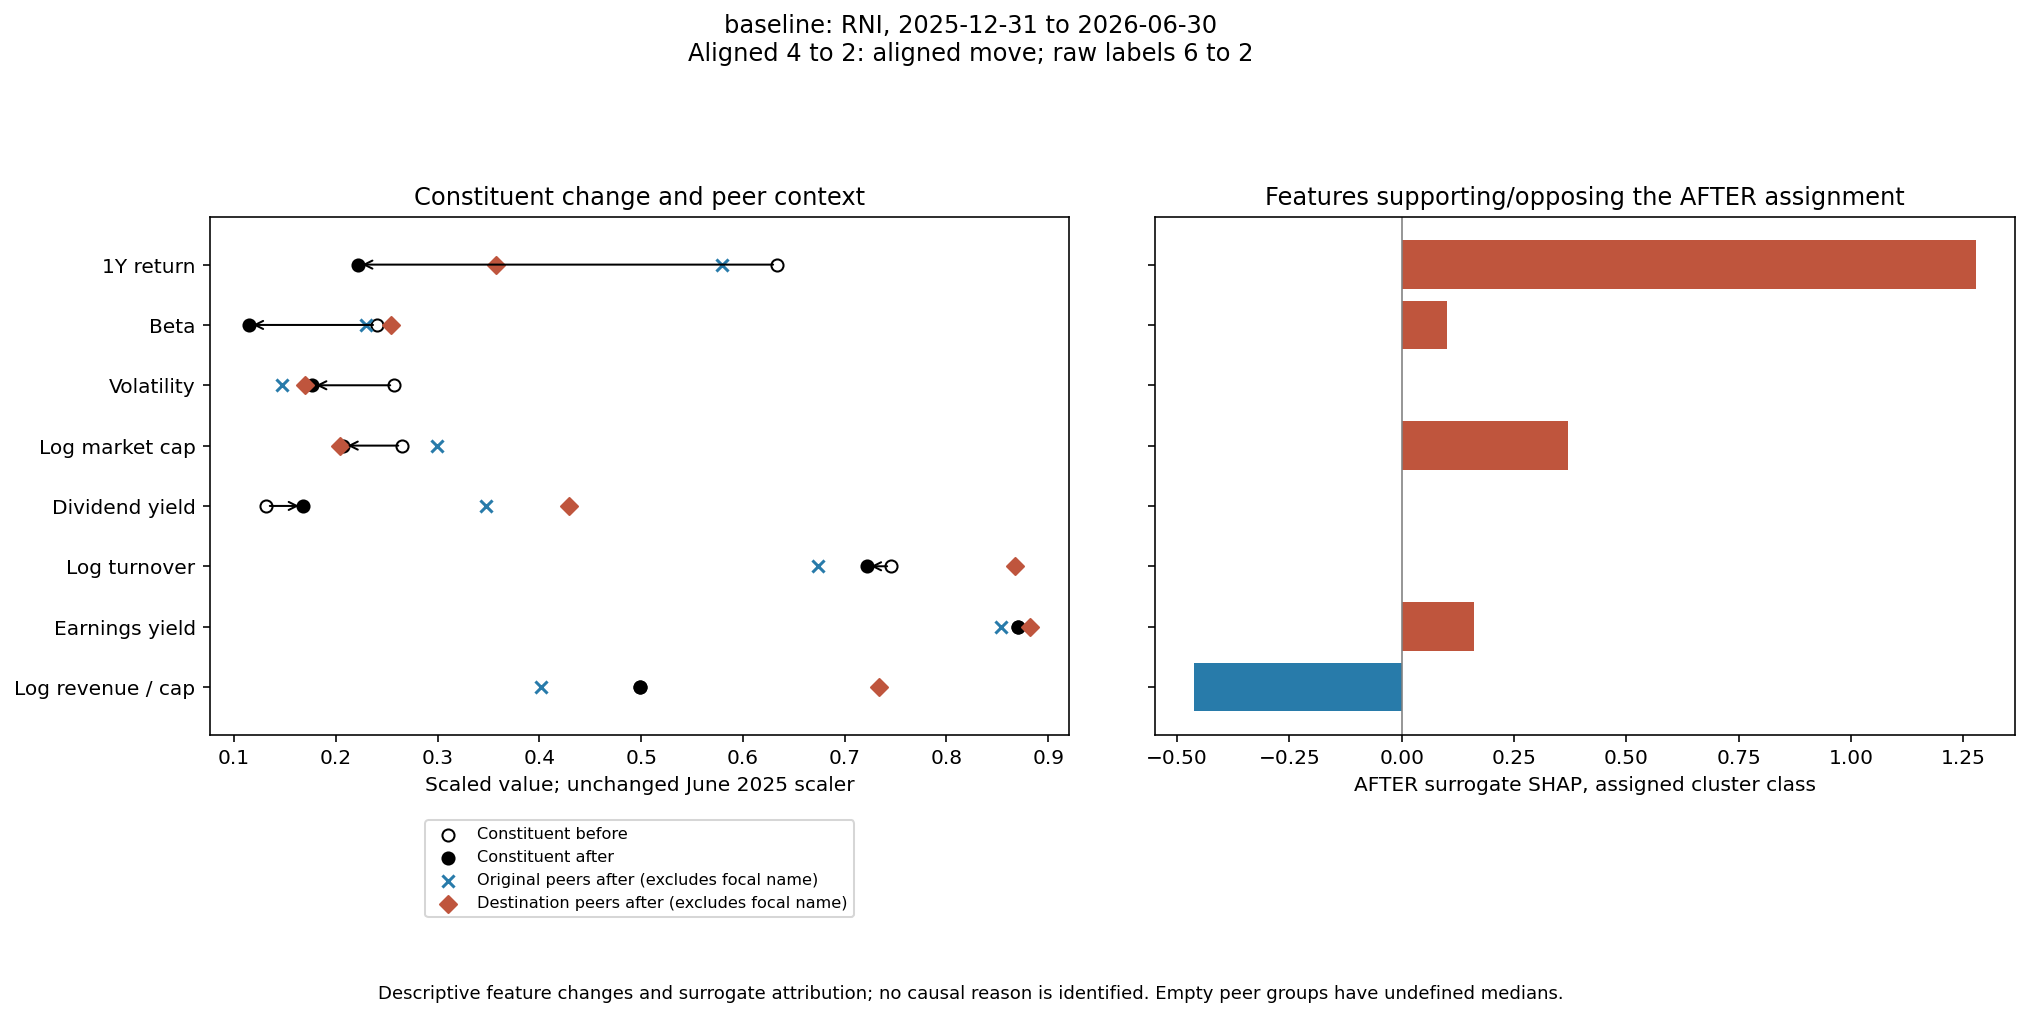 baseline: RNI, 2025-12-31 to 2026-06-30
Aligned 4 to 2: aligned move; raw labels 6 to 2
Constituent change and peer context
1Y return
Beta
Volatility
Log market cap
Dividend yield
Log turnover
Earnings yield
Log revenue / cap
0.1 0.2 0.3 0.4 0.5 0.6 0.7 0.8 0.9
Scaled value; unchanged June 2025 scaler
Constituent before
Constituent after
Original peers after (excludes focal name)
Destination peers after (excludes focal name)
Features supporting/opposing the AFTER assignment
−0.50 −0.25 0.00 0.25 0.50 0.75 1.00 1.25
AFTER surrogate SHAP, assigned cluster class
Descriptive feature changes and surrogate attribution; no causal reason is identified. Empty peer groups have undefined medians.